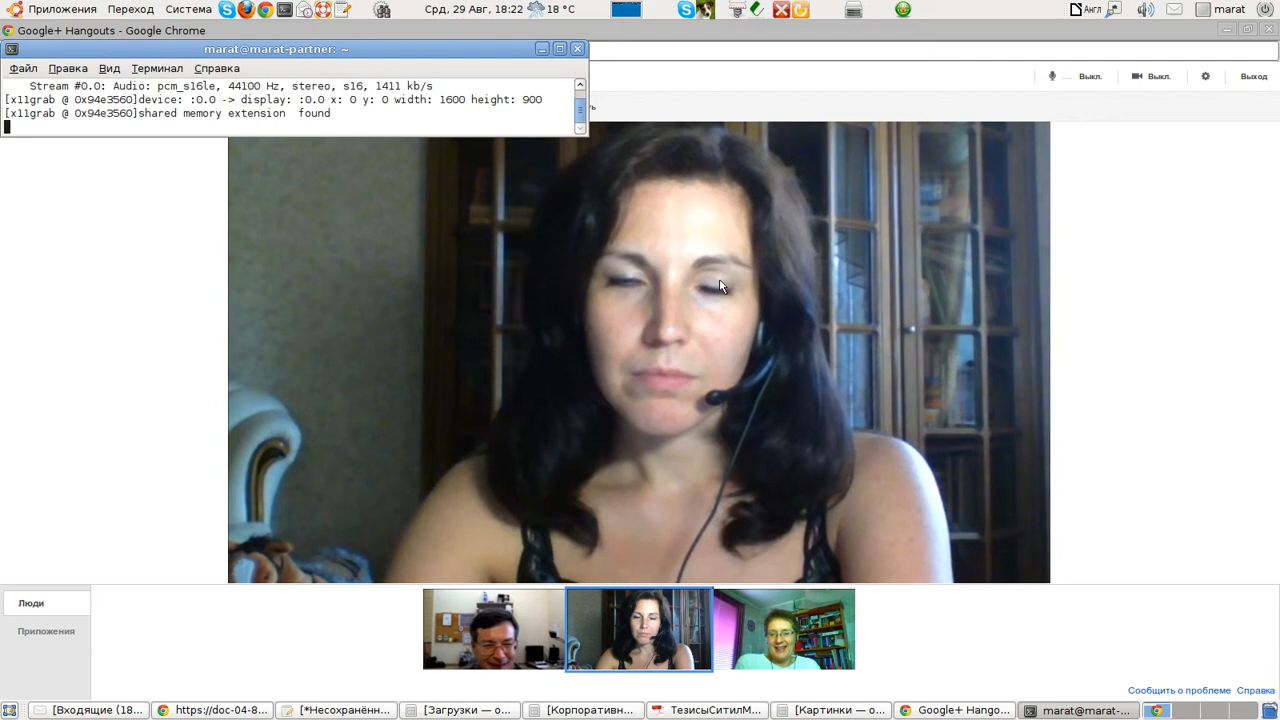 Приложения Переход Система
Срд, 29 Авг, 18:22 18 °C
Англ
marat
Google+ Hangouts - Google Chrome
marat@marat-partner: ~
Файл Правка Вид Терминал Справка
Stream #0.0: Audio: pcm_s16le, 44100 Hz, stereo, s16, 1411 kb/s
[x11grab @ 0x94e3560]device: :0.0 -> display: :0.0 x: 0 y: 0 width: 1600 height: 900
[x11grab @ 0x94e3560]shared memory extension found
Выкл. Выкл. Выход
Люди
Приложения
Сообщить о проблеме Справка
[Входящие (18... https://doc-04-8... [*Несохранённ... [Загрузки — о... [Корпоративн... ТезисыСитилМ... [Картинки — о... Google+ Hango... marat@marat-...